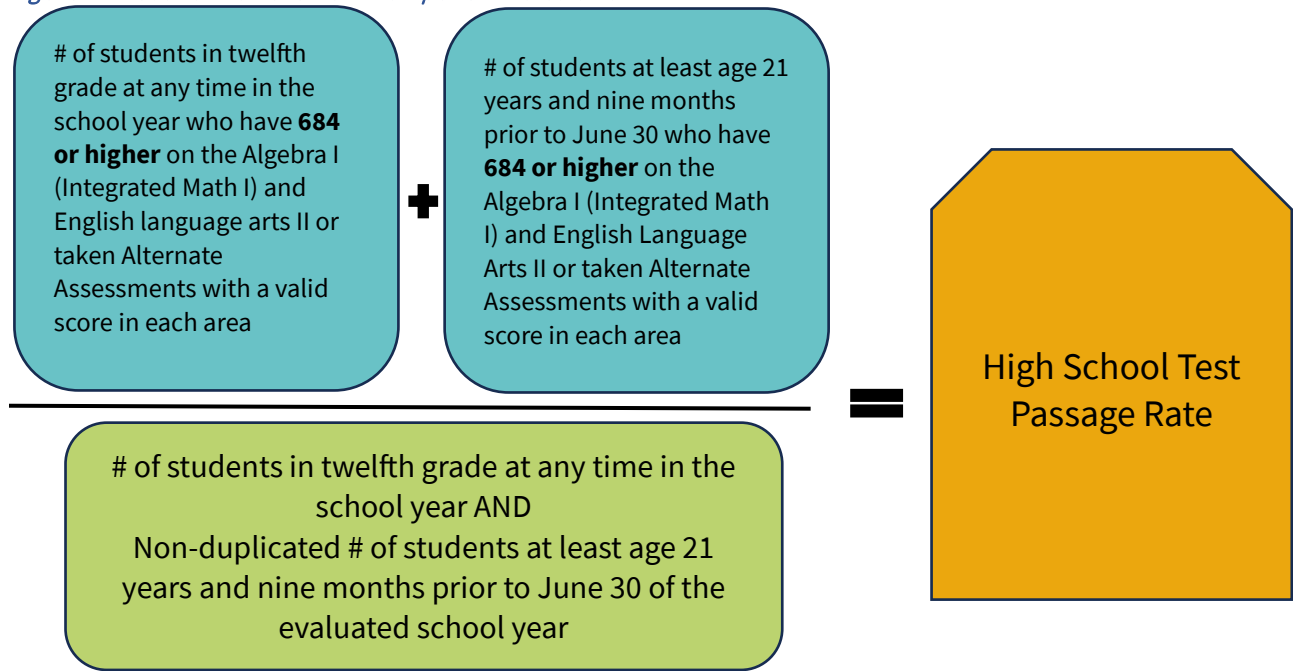 # of students in twelfth
grade at any time in the
school year who have 684
or higher on the Algebra I
(Integrated Math I) and
English language arts II or
taken Alternate
Assessments with a valid
score in each area
# of students at least age 21
years and nine months
prior to June 30 who have
684 or higher on the
Algebra I (Integrated Math
I) and English Language
Arts II or taken Alternate
Assessments with a valid
score in each area
High School Test
Passage Rate
# of students in twelfth grade at any time in the
school year AND
Non-duplicated # of students at least age 21
years and nine months prior to June 30 of the
evaluated school year